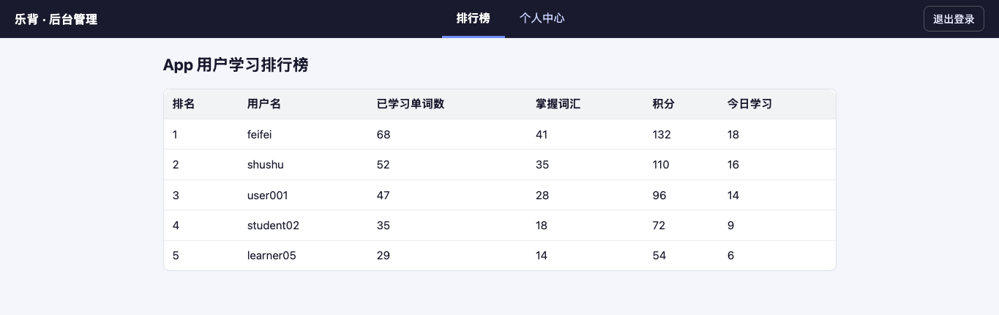 乐背 · 后台管理 排行榜 个人中心 退出登录
App 用户学习排行榜
排名 用户名 已学习单词数 掌握词汇 积分 今日学习
1 feifei 68 41 132 18
2 shushu 52 35 110 16
3 user001 47 28 96 14
4 student02 35 18 72 9
5 learner05 29 14 54 6